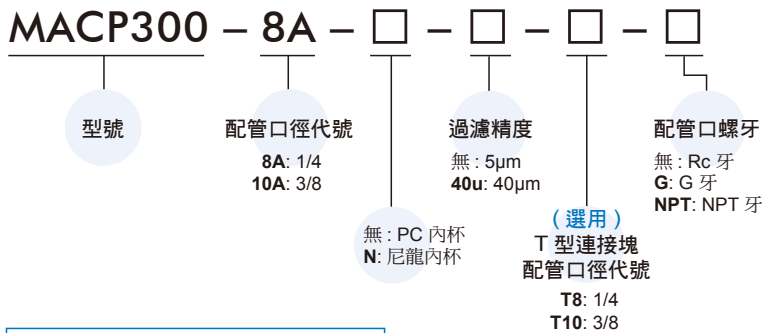 MACP300 – 8A – □ – □ – □ – □
型號
配管口徑代號
8A: 1/4
10A: 3/8
無 : PC 內杯
N: 尼龍內杯
過濾精度
無 : 5µm
40u: 40µm
（選用）
T 型連接塊
配管口徑代號
T8: 1/4
T10: 3/8
配管口螺牙
無 : Rc 牙
G: G 牙
NPT: NPT 牙